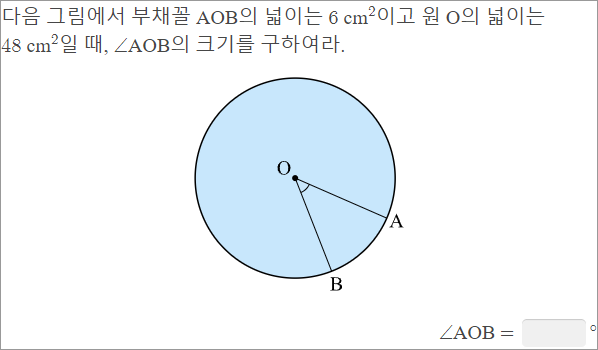 다음 그림에서 부채꼴 AOB의 넓이는 6 cm²이고 원 O의 넓이는
48 cm²일 때, ∠AOB의 크기를 구하여라.
O
A
B
∠AOB = °